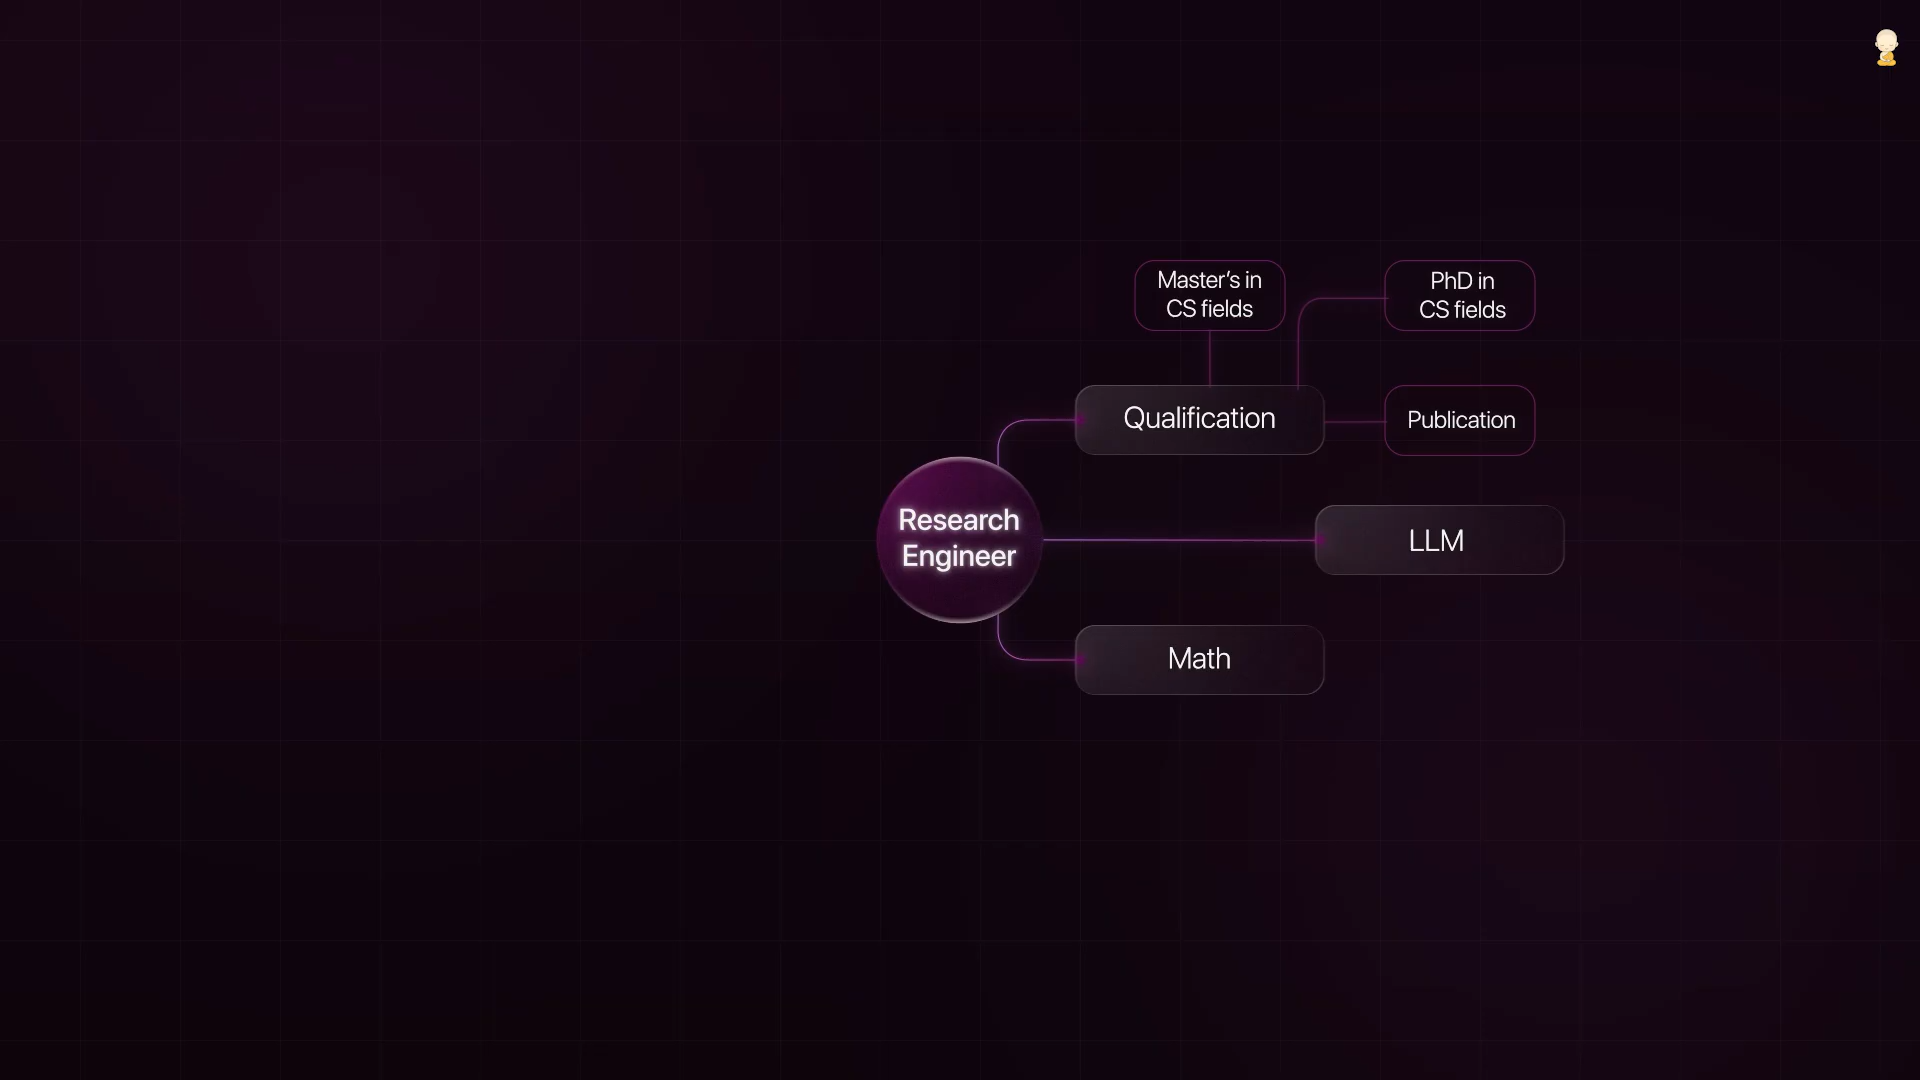 Master’s in
CS fields
PhD in
CS fields
Qualification
Publication
Research
Engineer
LLM
Math